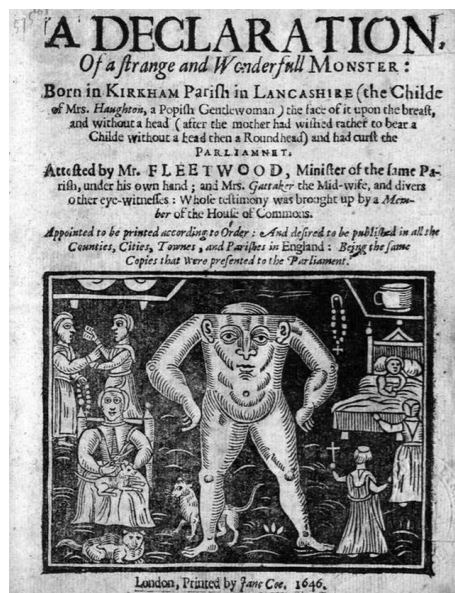 A DECLARATION,
Of a strange and Wonderfull MONSTER:
Born in KIRKHAM Parish in LANCASHIRE (the Childe
of Mrs. Haughton, a Popish Gentlewoman) the face of it upon the breast,
and without a head (after the mother had wished rather to bear a
Childe without a head then a Roundhead) and had curst the
PARLIAMNET.
Attested by Mr. FLEETWOOD, Minister of the same Pa-
rish, under his own hand; and Mrs. Gattaker the Mid-wife, and divers
other eye-witnesses: Whose testimony was brought up by a Mem-
ber of the House of Commons.
Appointed to be printed according to Order: And desired to be published in all the
Counties, Cities, Townes, and Parishes in England: Being the same
Copies that were presented to the Parliament.
London, Printed by Jane Coe. 1646.